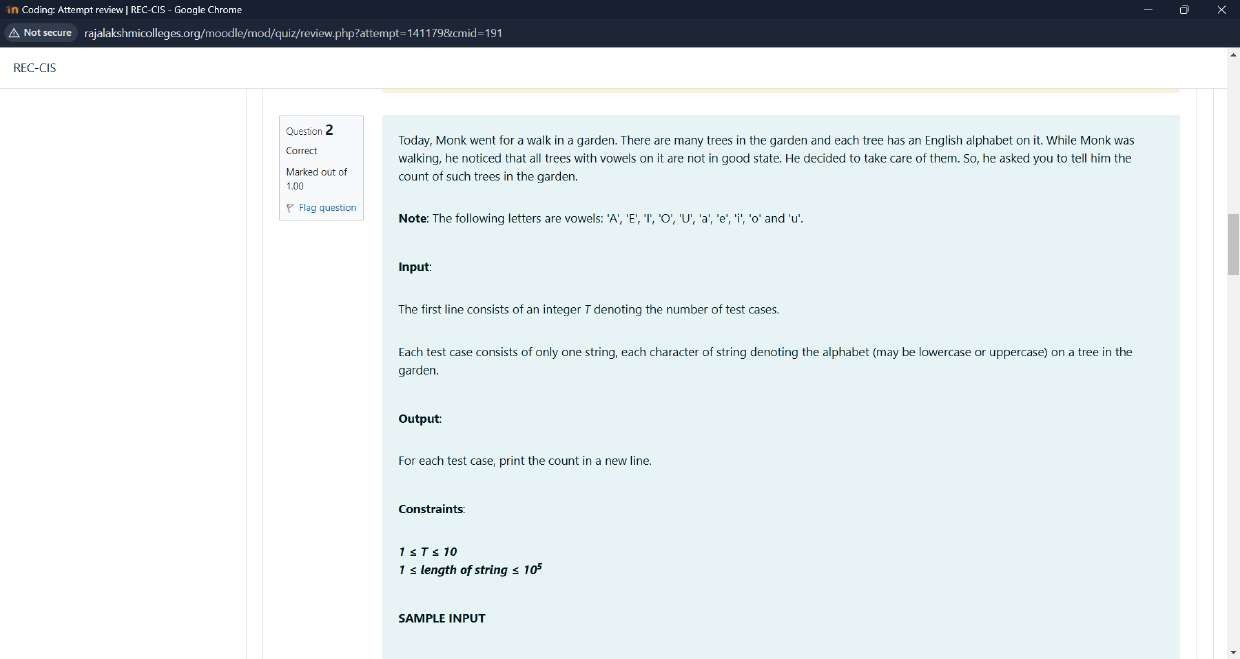 Coding: Attempt review | REC-CIS - Google Chrome
Not secure rajalakshmicolleges.org/moodle/mod/quiz/review.php?attempt=141179&cmid=191
REC-CIS
Question 2
Correct
Marked out of
1.00
Flag question
Today, Monk went for a walk in a garden. There are many trees in the garden and each tree has an English alphabet on it. While Monk was
walking, he noticed that all trees with vowels on it are not in good state. He decided to take care of them. So, he asked you to tell him the
count of such trees in the garden.
Note: The following letters are vowels: 'A', 'E', 'I', 'O', 'U', 'a', 'e', 'i', 'o' and 'u'.
Input:
The first line consists of an integer T denoting the number of test cases.
Each test case consists of only one string, each character of string denoting the alphabet (may be lowercase or uppercase) on a tree in the
garden.
Output:
For each test case, print the count in a new line.
Constraints:
1 ≤ T ≤ 10
1 ≤ length of string ≤ 10⁵
SAMPLE INPUT